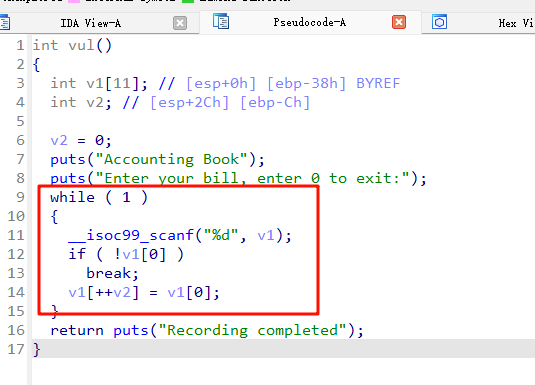 IDA View-A Pseudocode-A Hex Vi
1 int vul()
2 {
3 int v1[11]; // [esp+0h] [ebp-38h] BYREF
4 int v2; // [esp+2Ch] [ebp-Ch]
5
6 v2 = 0;
7 puts("Accounting Book");
8 puts("Enter your bill, enter 0 to exit:");
9 while ( 1 )
10 {
11 __isoc99_scanf("%d", v1);
12 if ( !v1[0] )
13 break;
14 v1[++v2] = v1[0];
15 }
16 return puts("Recording completed");
17 }